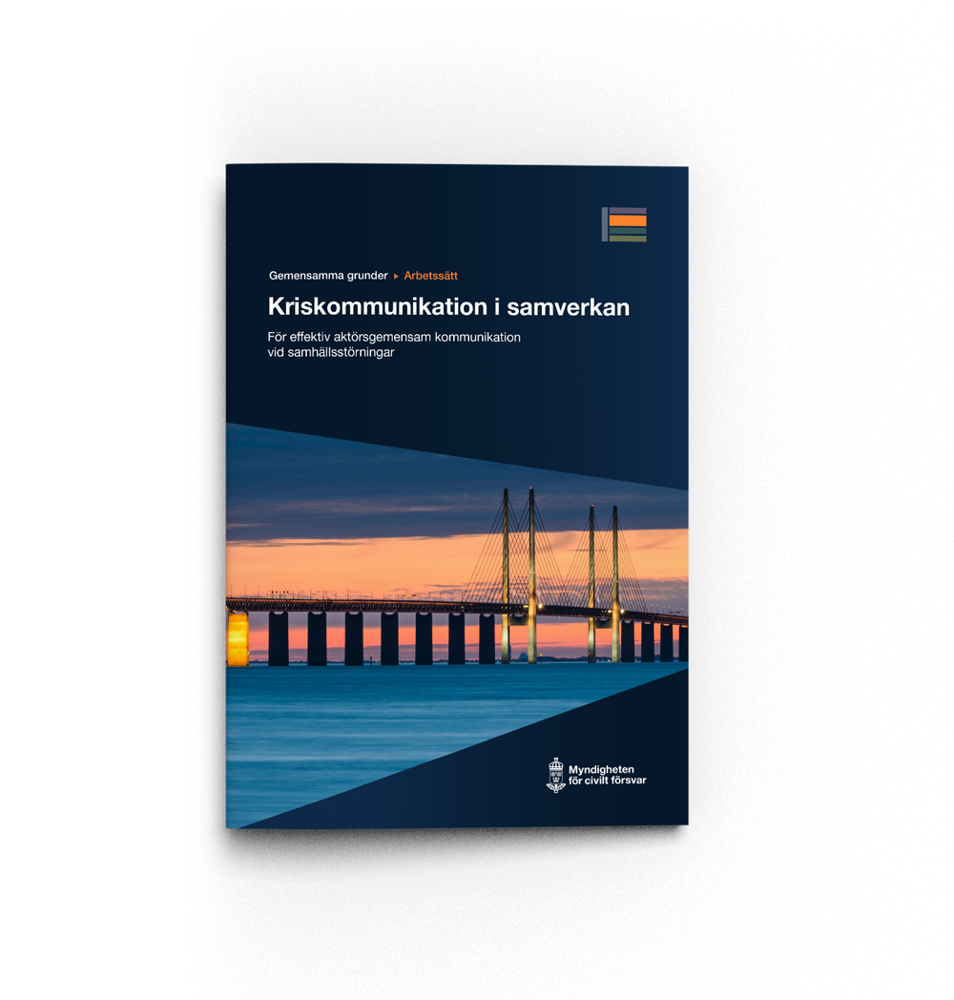 Gemensamma grunder ▸ Arbetssätt
Kriskommunikation i samverkan
För effektiv aktörsgemensam kommunikation
vid samhällsstörningar
Myndigheten
för civilt försvar